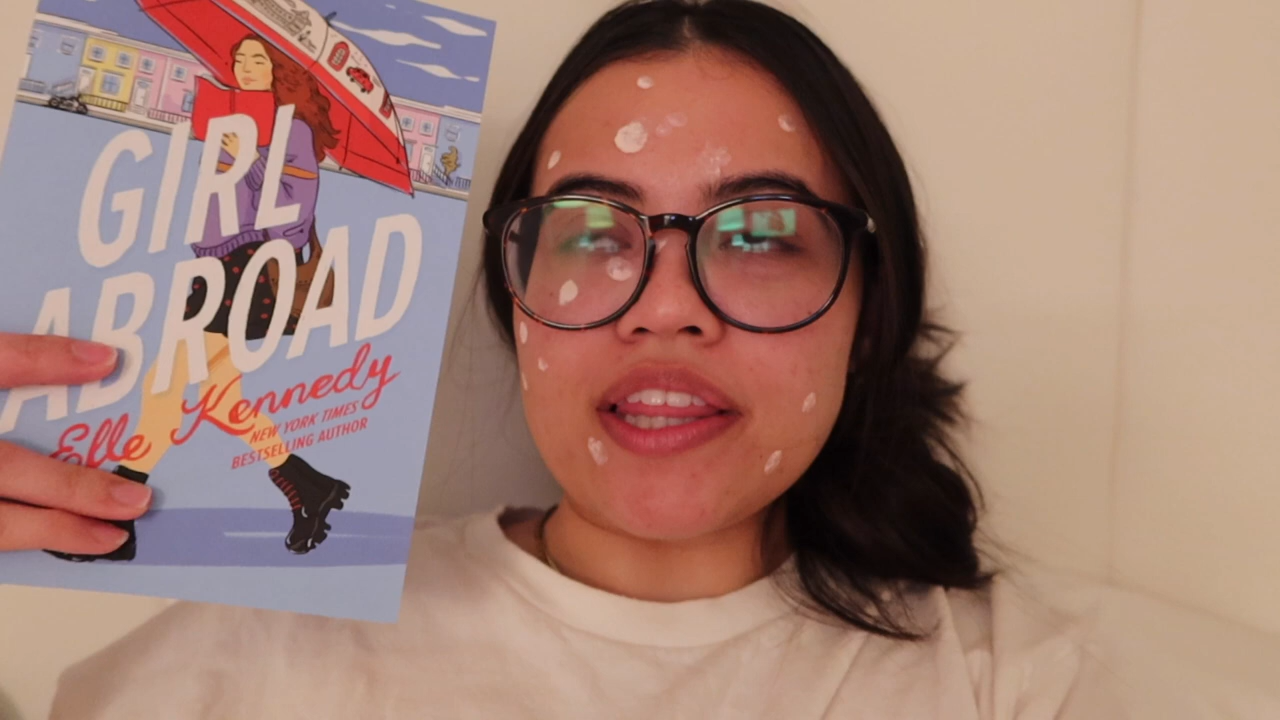 GIRL
ABROAD
Elle Kennedy
NEW YORK TIMES
BESTSELLING AUTHOR